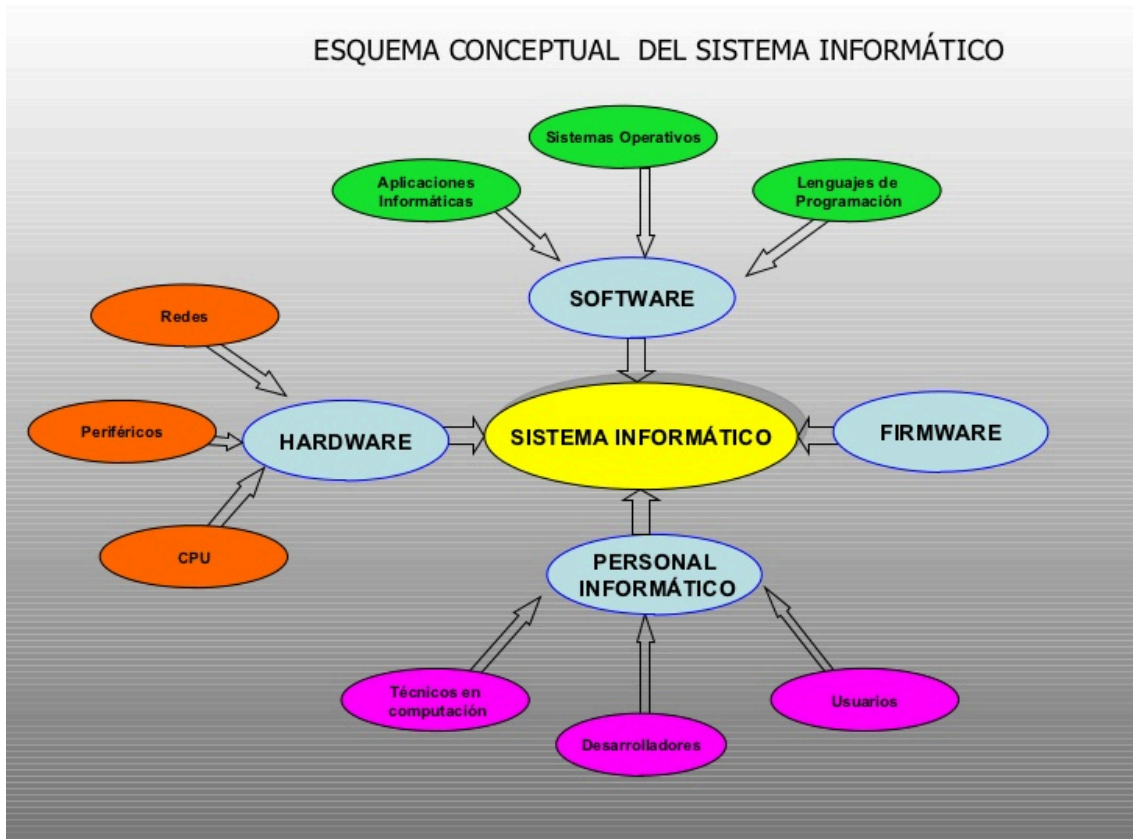 ESQUEMA CONCEPTUAL DEL SISTEMA INFORMÁTICO
Sistemas Operativos
Aplicaciones
Informáticas
Lenguajes de
Programación
SOFTWARE
Redes
Periféricos
HARDWARE
SISTEMA INFORMÁTICO
FIRMWARE
CPU
PERSONAL
INFORMÁTICO
Técnicos en
computación
Desarrolladores
Usuarios